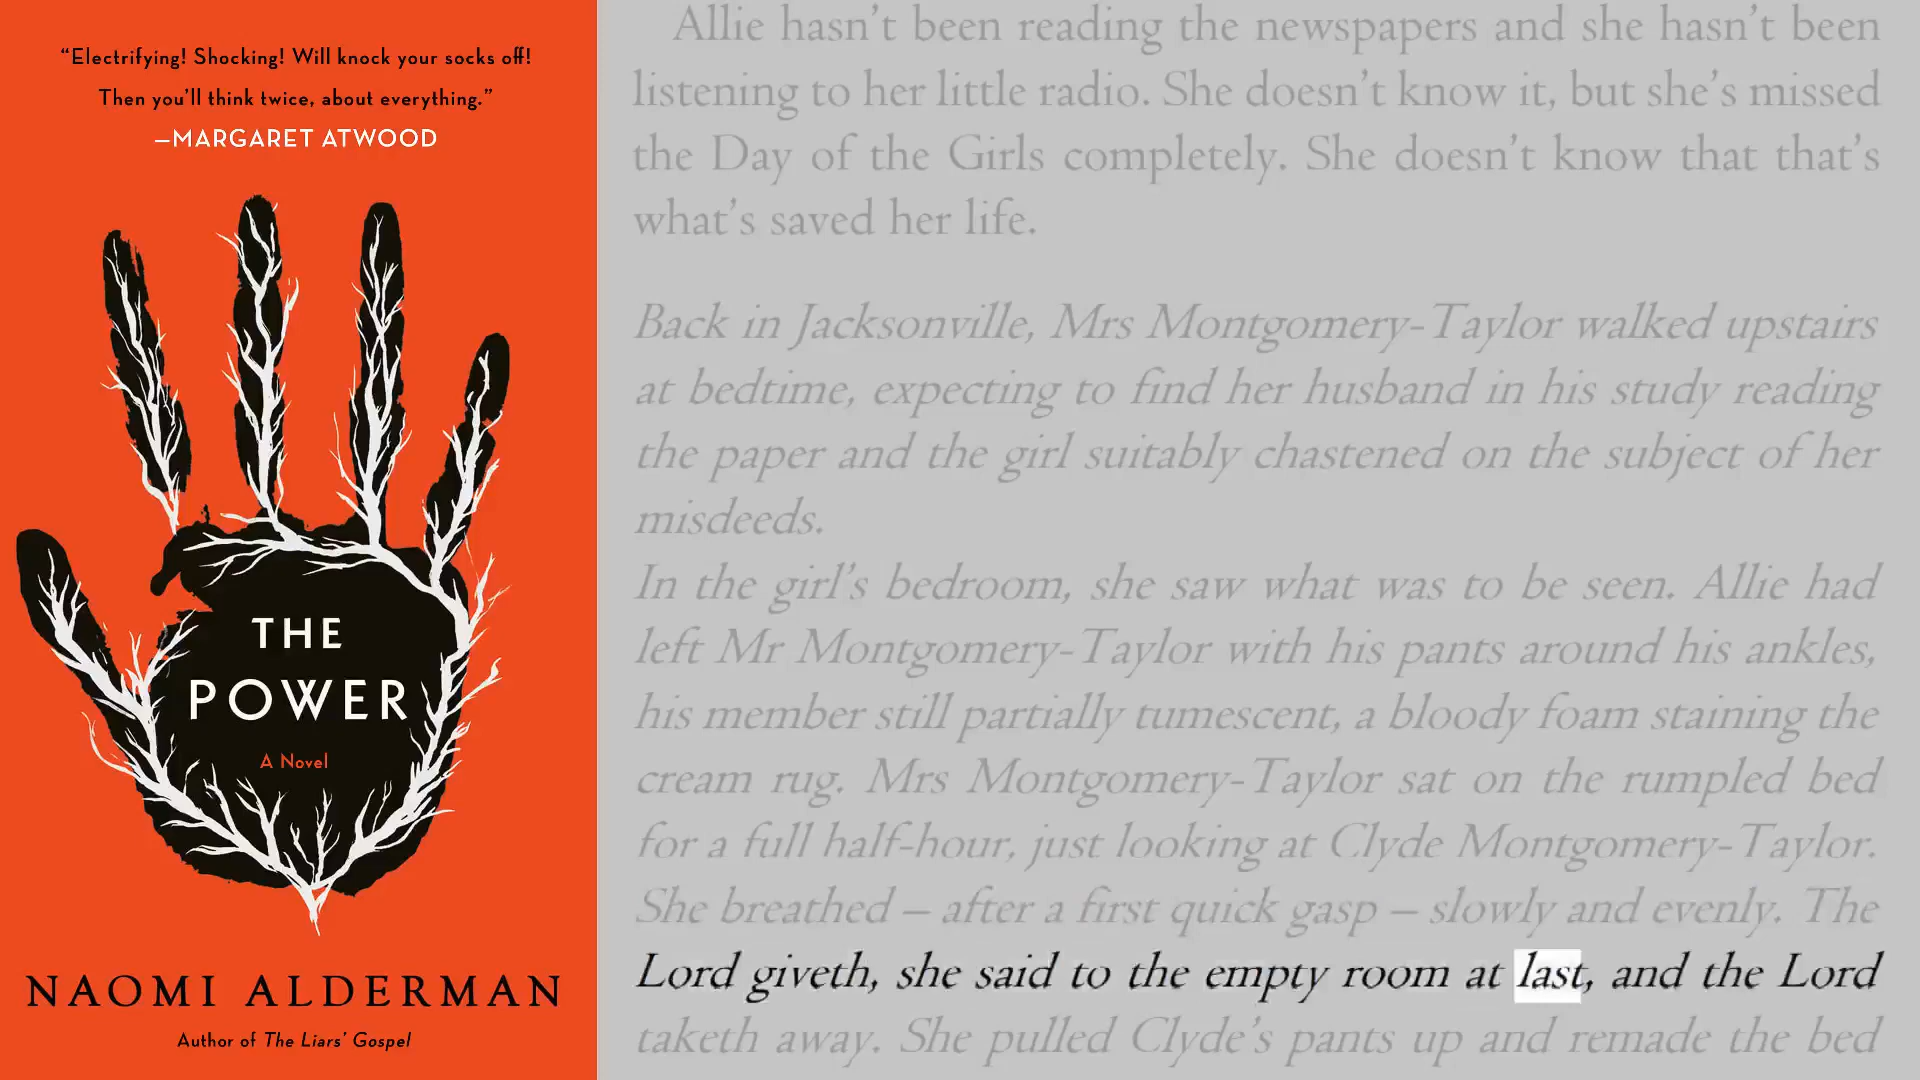 “Electrifying! Shocking! Will knock your socks off!
Then you’ll think twice, about everything.”
—MARGARET ATWOOD
THE
POWER
A Novel
NAOMI ALDERMAN
Author of The Liars’ Gospel
Allie hasn’t been reading the newspapers and she hasn’t been
listening to her little radio. She doesn’t know it, but she’s missed
the Day of the Girls completely. She doesn’t know that that’s
what’s saved her life.
Back in Jacksonville, Mrs Montgomery-Taylor walked upstairs
at bedtime, expecting to find her husband in his study reading
the paper and the girl suitably chastened on the subject of her
misdeeds.
In the girl’s bedroom, she saw what was to be seen. Allie had
left Mr Montgomery-Taylor with his pants around his ankles,
his member still partially tumescent, a bloody foam staining the
cream rug. Mrs Montgomery-Taylor sat on the rumpled bed
for a full half-hour, just looking at Clyde Montgomery-Taylor.
She breathed – after a first quick gasp – slowly and evenly. The
Lord giveth, she said to the empty room at last, and the Lord
taketh away. She pulled Clyde’s pants up and remade the bed